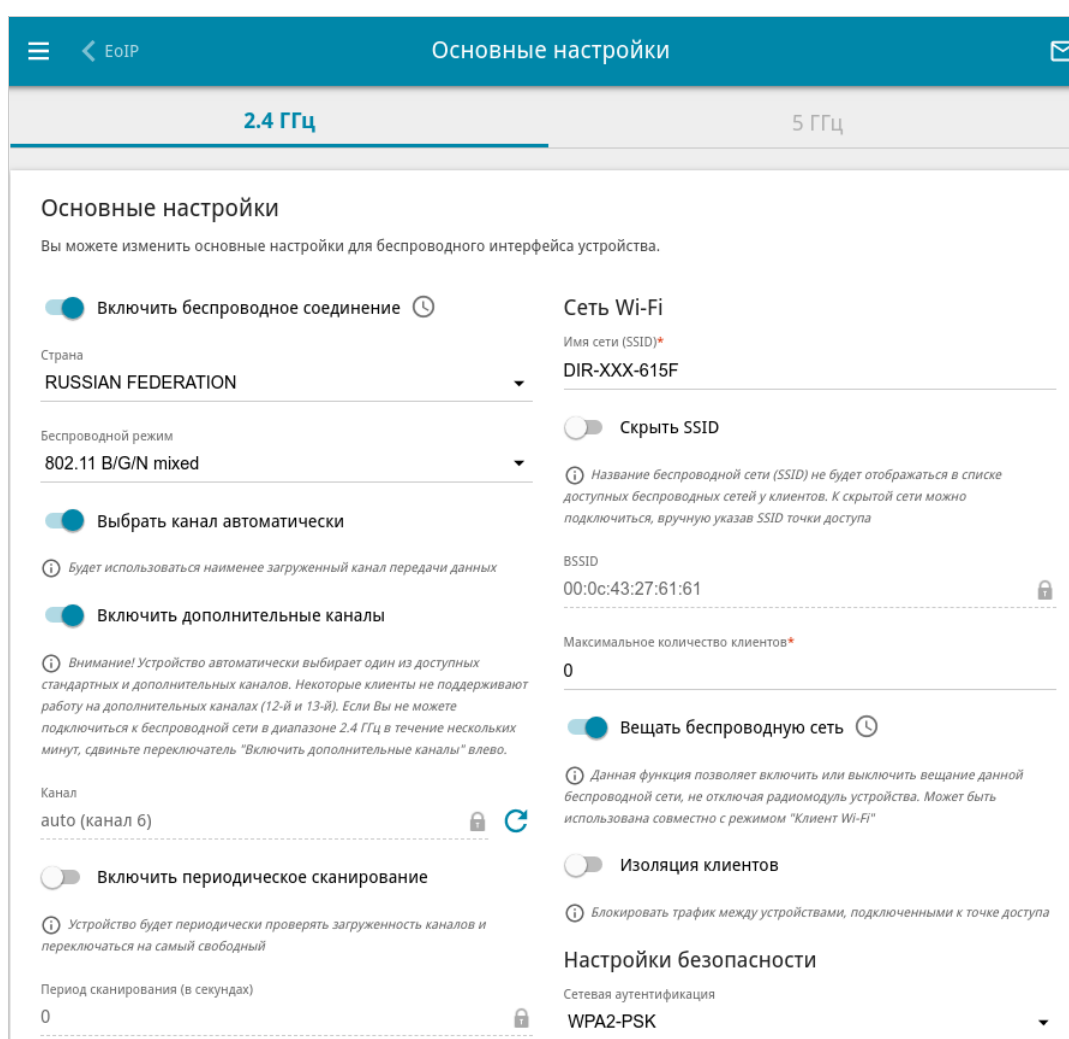 EoIP
Основные настройки
2.4 ГГц
5 ГГц
Основные настройки
Вы можете изменить основные настройки для беспроводного интерфейса устройства.
Включить беспроводное соединение
Страна
RUSSIAN FEDERATION
Беспроводной режим
802.11 B/G/N mixed
Выбрать канал автоматически
Будет использоваться наименее загруженный канал передачи данных
Включить дополнительные каналы
Внимание! Устройство автоматически выбирает один из доступных
стандартных и дополнительных каналов. Некоторые клиенты не поддерживают
работу на дополнительных каналах (12-й и 13-й). Если Вы не можете
подключиться к беспроводной сети в диапазоне 2.4 ГГц в течение нескольких
минут, сдвиньте переключатель "Включить дополнительные каналы" влево.
Канал
auto (канал 6)
Включить периодическое сканирование
Устройство будет периодически проверять загруженность каналов и
переключаться на самый свободный
Период сканирования (в секундах)
0
Сеть Wi-Fi
Имя сети (SSID)*
DIR-XXX-615F
Скрыть SSID
Название беспроводной сети (SSID) не будет отображаться в списке
доступных беспроводных сетей у клиентов. К скрытой сети можно
подключиться, вручную указав SSID точки доступа
BSSID
00:0c:43:27:61:61
Максимальное количество клиентов*
0
Вещать беспроводную сеть
Данная функция позволяет включить или выключить вещание данной
беспроводной сети, не отключая радиомодуль устройства. Может быть
использована совместно с режимом "Клиент Wi-Fi"
Изоляция клиентов
Блокировать трафик между устройствами, подключенными к точке доступа
Настройки безопасности
Сетевая аутентификация
WPA2-PSK